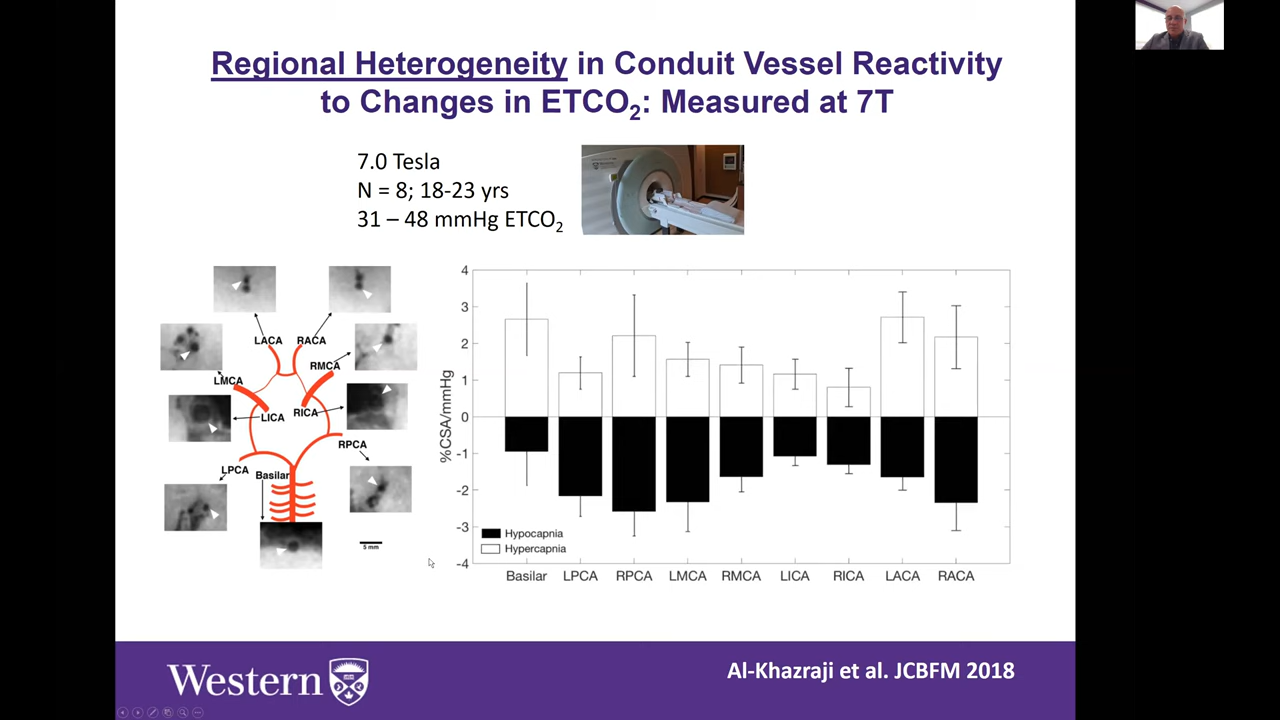 Regional Heterogeneity in Conduit Vessel Reactivity
to Changes in ETCO₂: Measured at 7T
7.0 Tesla
N = 8; 18-23 yrs
31 – 48 mmHg ETCO₂
LACA
RACA
RMCA
LMCA
LICA
RICA
RPCA
LPCA
Basilar
5 mm
%CSA/mmHg
4
3
2
1
0
-1
-2
-3
-4
Hypocapnia
Hypercapnia
Basilar LPCA RPCA LMCA RMCA LICA RICA LACA RACA
Western
Al-Khazraji et al. JCBFM 2018